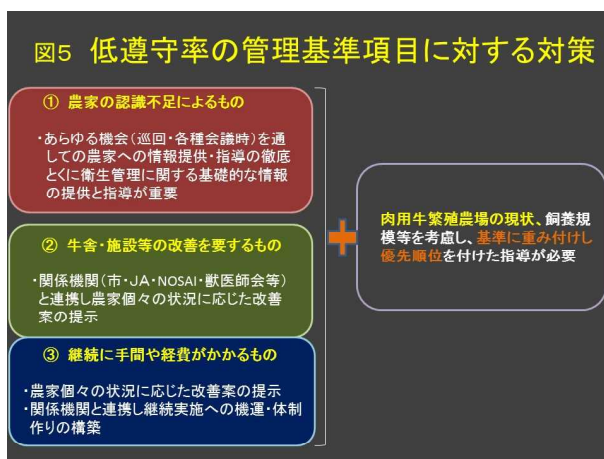 図5 低遵守率の管理基準項目に対する対策
① 農家の認識不足によるもの
・あらゆる機会(巡回・各種会議時)を通
しての農家への情報提供・指導の徹底
とくに衛生管理に関する基礎的な情報
の提供と指導が重要
② 牛舎・施設等の改善を要するもの
・関係機関(市・JA・NOSAI・獣医師会等)
と連携し農家個々の状況に応じた改善
案の提示
③ 継続に手間や経費がかかるもの
・農家個々の状況に応じた改善案の提示
・関係機関と連携し継続実施への機運・体制
作りの構築
肉用牛繁殖農場の現状、飼養規
模等を考慮し、基準に重み付けし
優先順位を付けた指導が必要